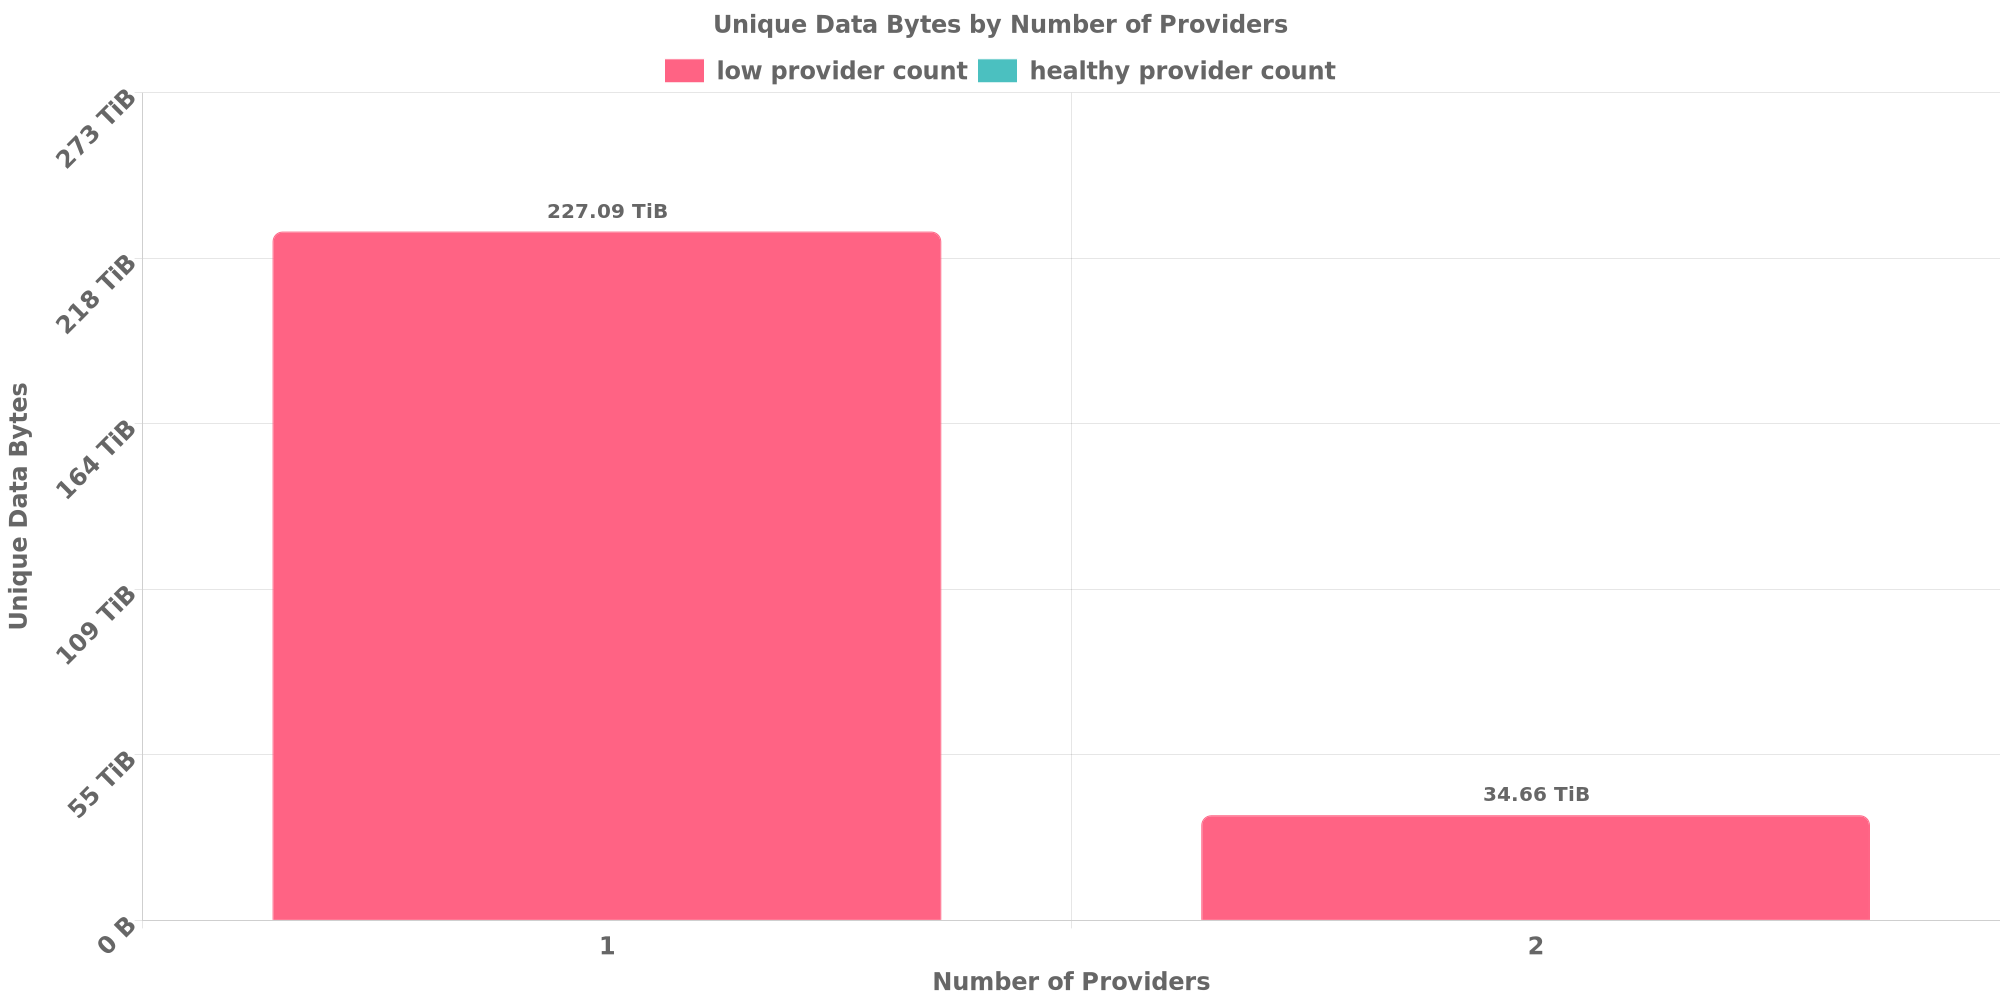 Unique Data Bytes by Number of Providers
low provider count healthy provider count
273 TiB
227.09 TiB
218 TiB
164 TiB
Unique Data Bytes
109 TiB
55 TiB
34.66 TiB
0 B
1 2
Number of Providers